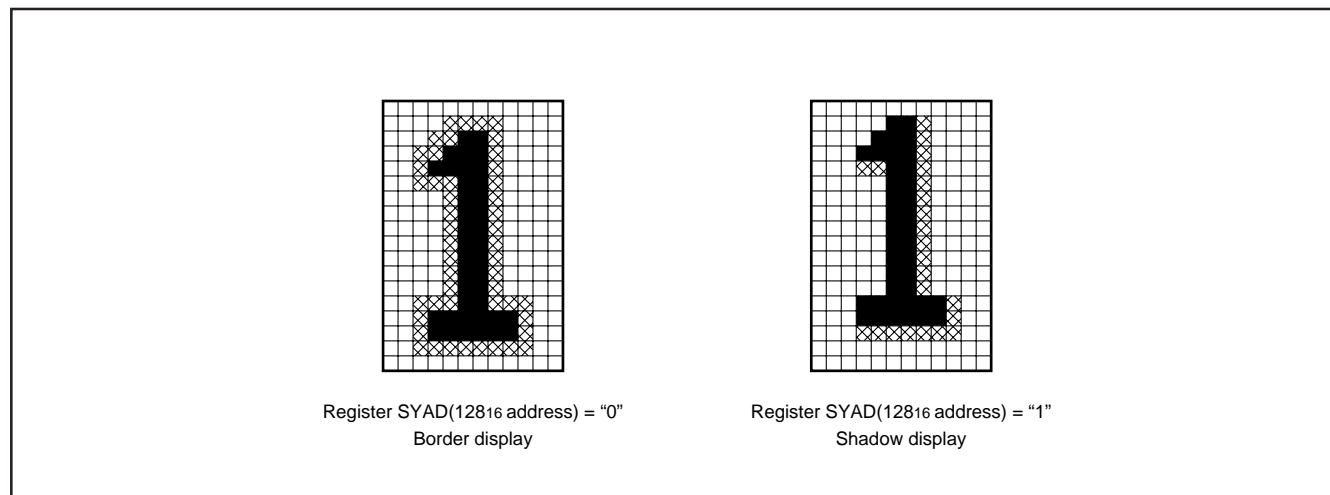 Register SYAD(12816 address) = “0”
Border display
Register SYAD(12816 address) = “1”
Shadow display